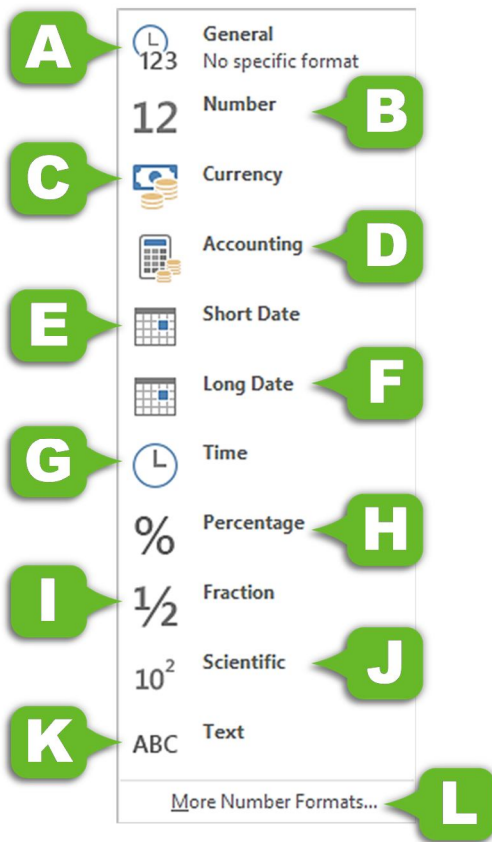 A
General
123
No specific format
12
Number
B
C
Currency
Accounting
D
E
Short Date
Long Date
F
G
Time
%
Percentage
H
I
½
Fraction
10²
Scientific
J
K
ABC
Text
More Number Formats...
L